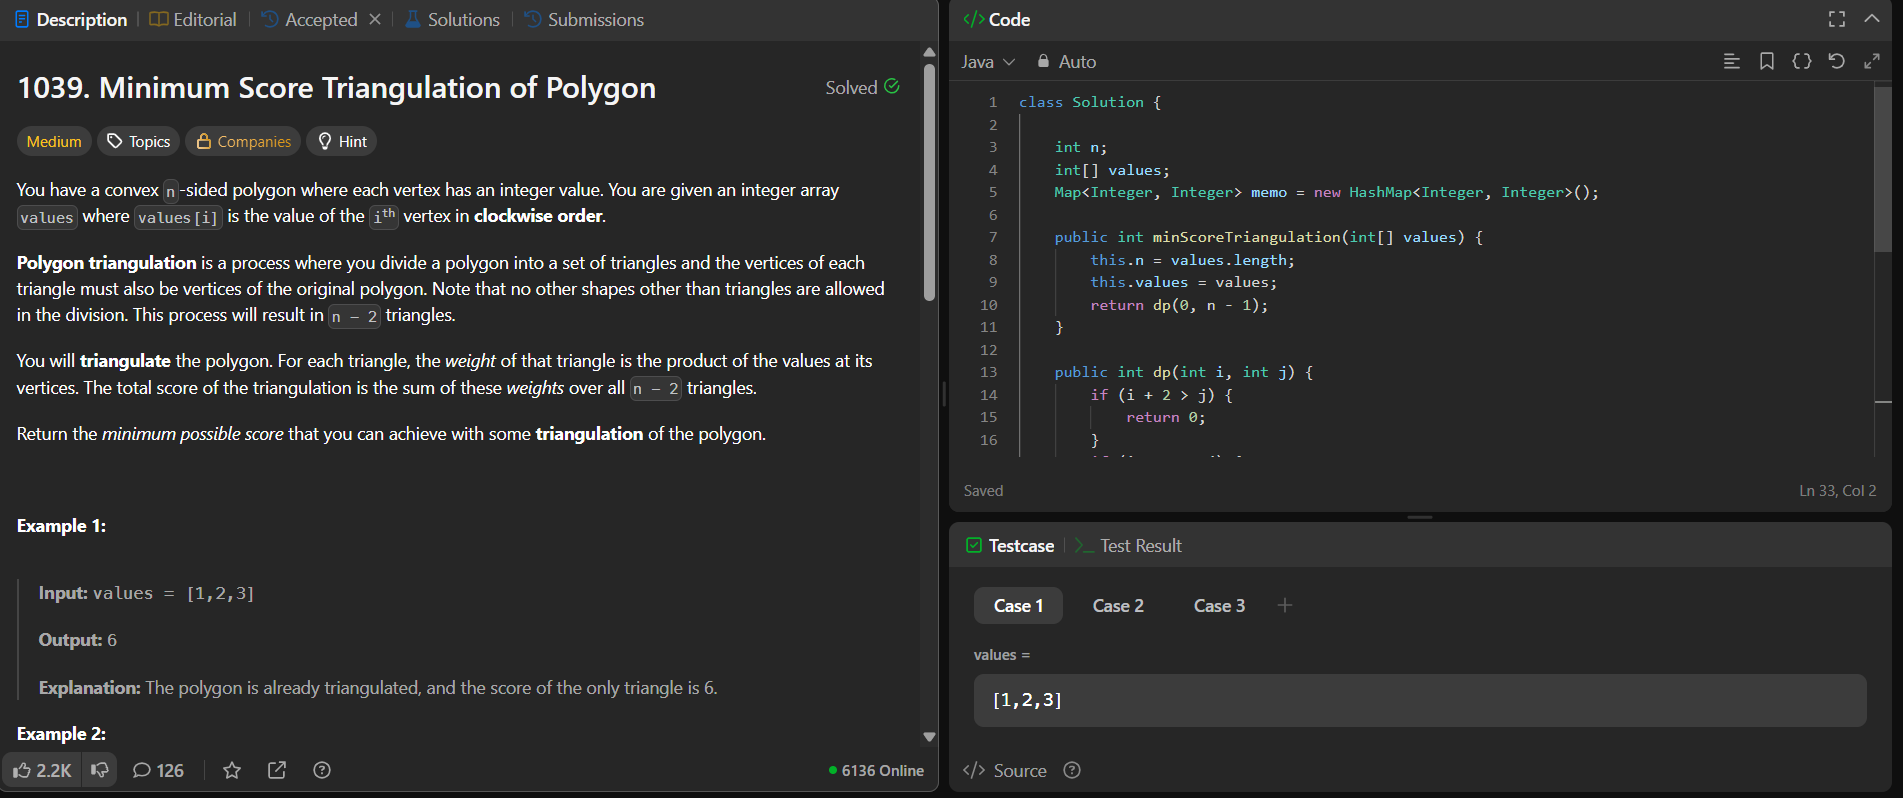 Description
Editorial
Accepted
Solutions
Submissions
1039. Minimum Score Triangulation of Polygon
Solved
Medium
Topics
Companies
Hint
You have a convex n-sided polygon where each vertex has an integer value. You are given an integer array
values where values[i] is the value of the ith vertex in clockwise order.
Polygon triangulation is a process where you divide a polygon into a set of triangles and the vertices of each
triangle must also be vertices of the original polygon. Note that no other shapes other than triangles are allowed
in the division. This process will result in n - 2 triangles.
You will triangulate the polygon. For each triangle, the weight of that triangle is the product of the values at its
vertices. The total score of the triangulation is the sum of these weights over all n - 2 triangles.
Return the minimum possible score that you can achieve with some triangulation of the polygon.
Example 1:
Input: values = [1,2,3]
Output: 6
Explanation: The polygon is already triangulated, and the score of the only triangle is 6.
Example 2:
2.2K
126
6136 Online
</> Code
Java
Auto
1 class Solution {
2
3 int n;
4 int[] values;
5 Map<Integer, Integer> memo = new HashMap<Integer, Integer>();
6
7 public int minScoreTriangulation(int[] values) {
8 this.n = values.length;
9 this.values = values;
10 return dp(0, n - 1);
11 }
12
13 public int dp(int i, int j) {
14 if (i + 2 > j) {
15 return 0;
16 }
Saved
Ln 33, Col 2
Testcase
Test Result
Case 1
Case 2
Case 3
values =
[1,2,3]
</> Source